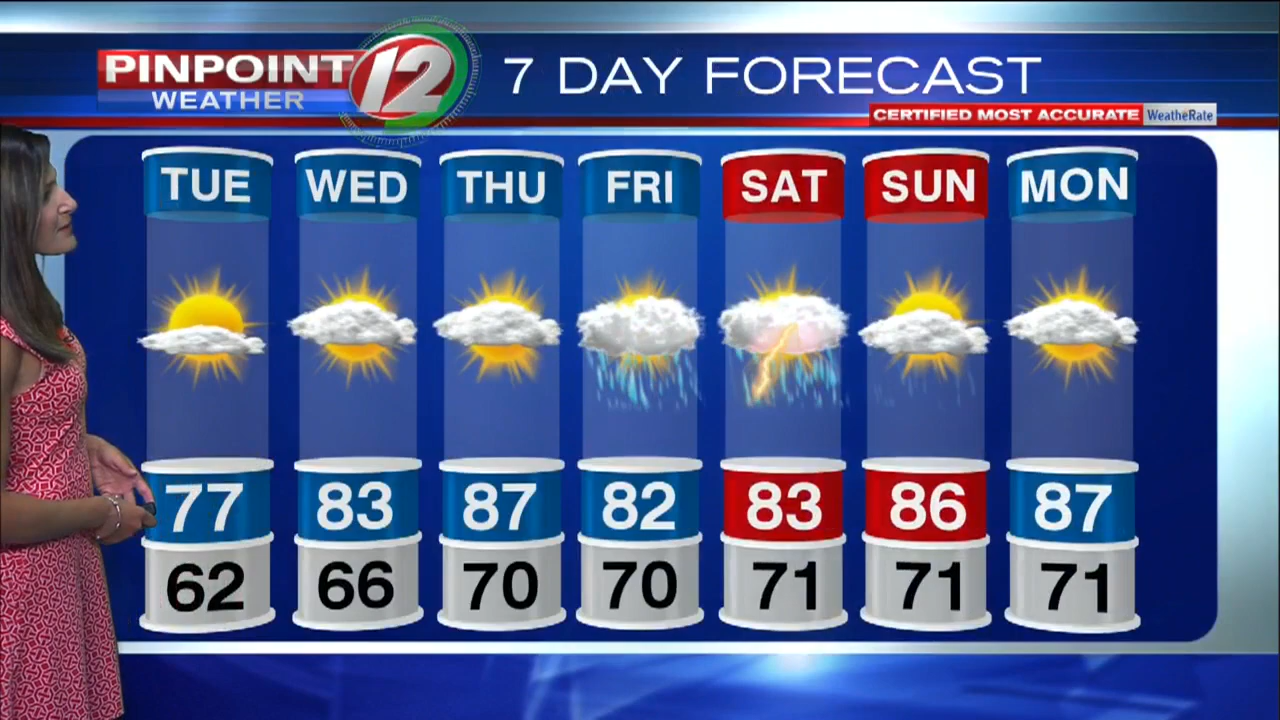 PINPOINT 12
WEATHER
7 DAY FORECAST
CERTIFIED MOST ACCURATE WeatheRate
TUE WED THU FRI SAT SUN MON
77 83 87 82 83 86 87
62 66 70 70 71 71 71